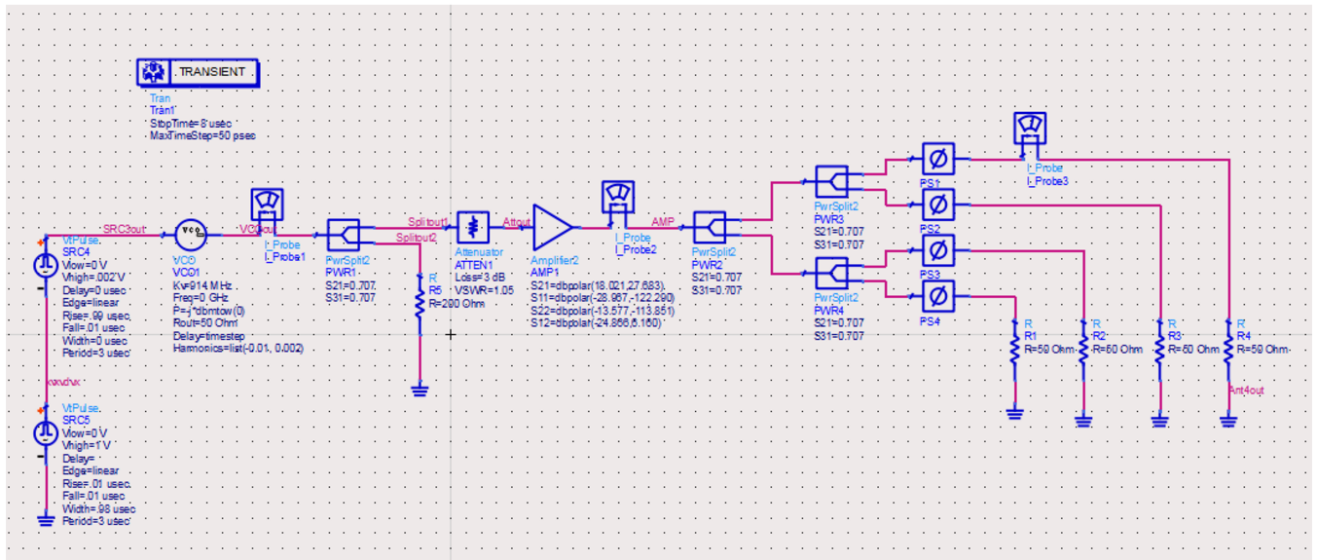 TRANSIENT
Tran
Tran1
StopTime=8 usec
MaxTimeStep=50 psec
SRC3out
VtPulse
SRC4
Vlow=0 V
Vhigh=.002 V
Delay=0 usec
Edge=linear
Rise=.99 usec
Fall=.01 usec
Width=0 usec
Period=3 usec
vco
VCO
VCO1
Kv=914 MHz
Freq=0 GHz
P=-j*dbmtow(0)
Rout=50 Ohm
Delay=timestep
Harmonics=list(-0.01, 0.002)
I_Probe
I_Probe1
PwrSplit2
PWR1
S21=0.707
S31=0.707
Splitout1
Splitout2
R
R5
Attout
Attenuator
ATTEN1
Loss=3 dB
VSWR=1.05
Amplifier2
AMP1
S21=dbpolar(18.021,27.683)
S11=dbpolar(-28.967,-122.290)
S22=dbpolar(-13.577,-113.851)
S12=dbpolar(-24.866,6.160)
I_Probe
I_Probe2
AMP
PwrSplit2
PWR2
S21=0.707
S31=0.707
PwrSplit2
PWR3
S21=0.707
S31=0.707
PwrSplit2
PWR4
S21=0.707
S31=0.707
PS1
PS2
PS3
PS4
I_Probe
I_Probe3
R
R1
R=50 Ohm
R
R2
R=50 Ohm
R
R3
R=50 Ohm
R
R4
R=50 Ohm
Ant4out
VtPulse
SRC5
Vlow=0 V
Vhigh=1 V
Delay=
Edge=linear
Rise=.01 usec
Fall=.01 usec
Width=.98 usec
Period=3 usec